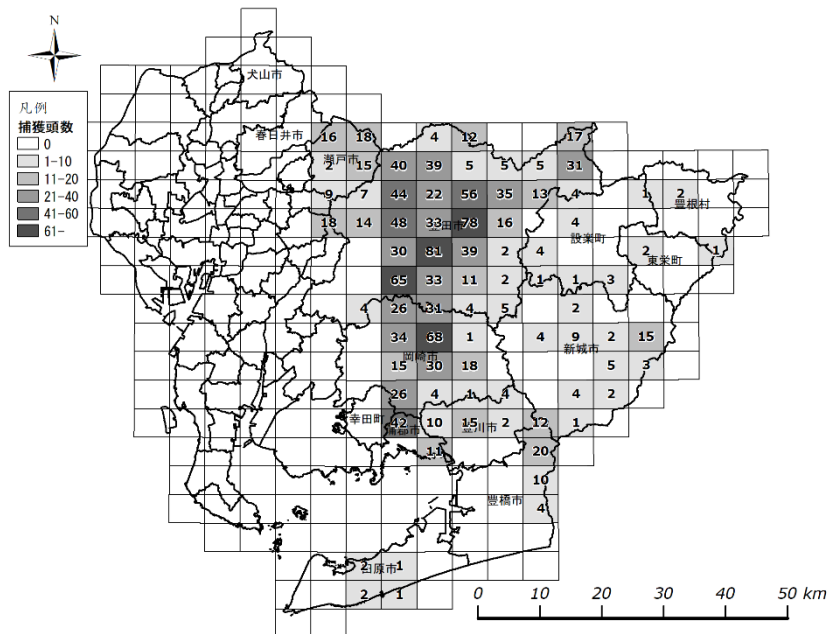 N
犬山市
凡例
捕獲頭数
0
1-10
11-20
21-40
41-60
61-
春日井市
16 18 4 12 17
瀬戸市
2 15 40 39 5 5 5 31
9 7 44 22 56 35 13 4 1 2
豊根村
18 14 48 33 78 16 4
豊田市
設楽町
30 81 39 2 4 2 1
東栄町
65 33 11 2 1 1 3
4 26 31 4 5 2
34 68 1 4 9 2 15
岡崎市
新城市
15 30 18 5 3
26 4 1 4 4 2
幸田町
42 10 15 2 12 1
蒲郡市
豊川市
11 20
10
豊橋市
4
2 1
田原市
2 1
0 10 20 30 40 50 km